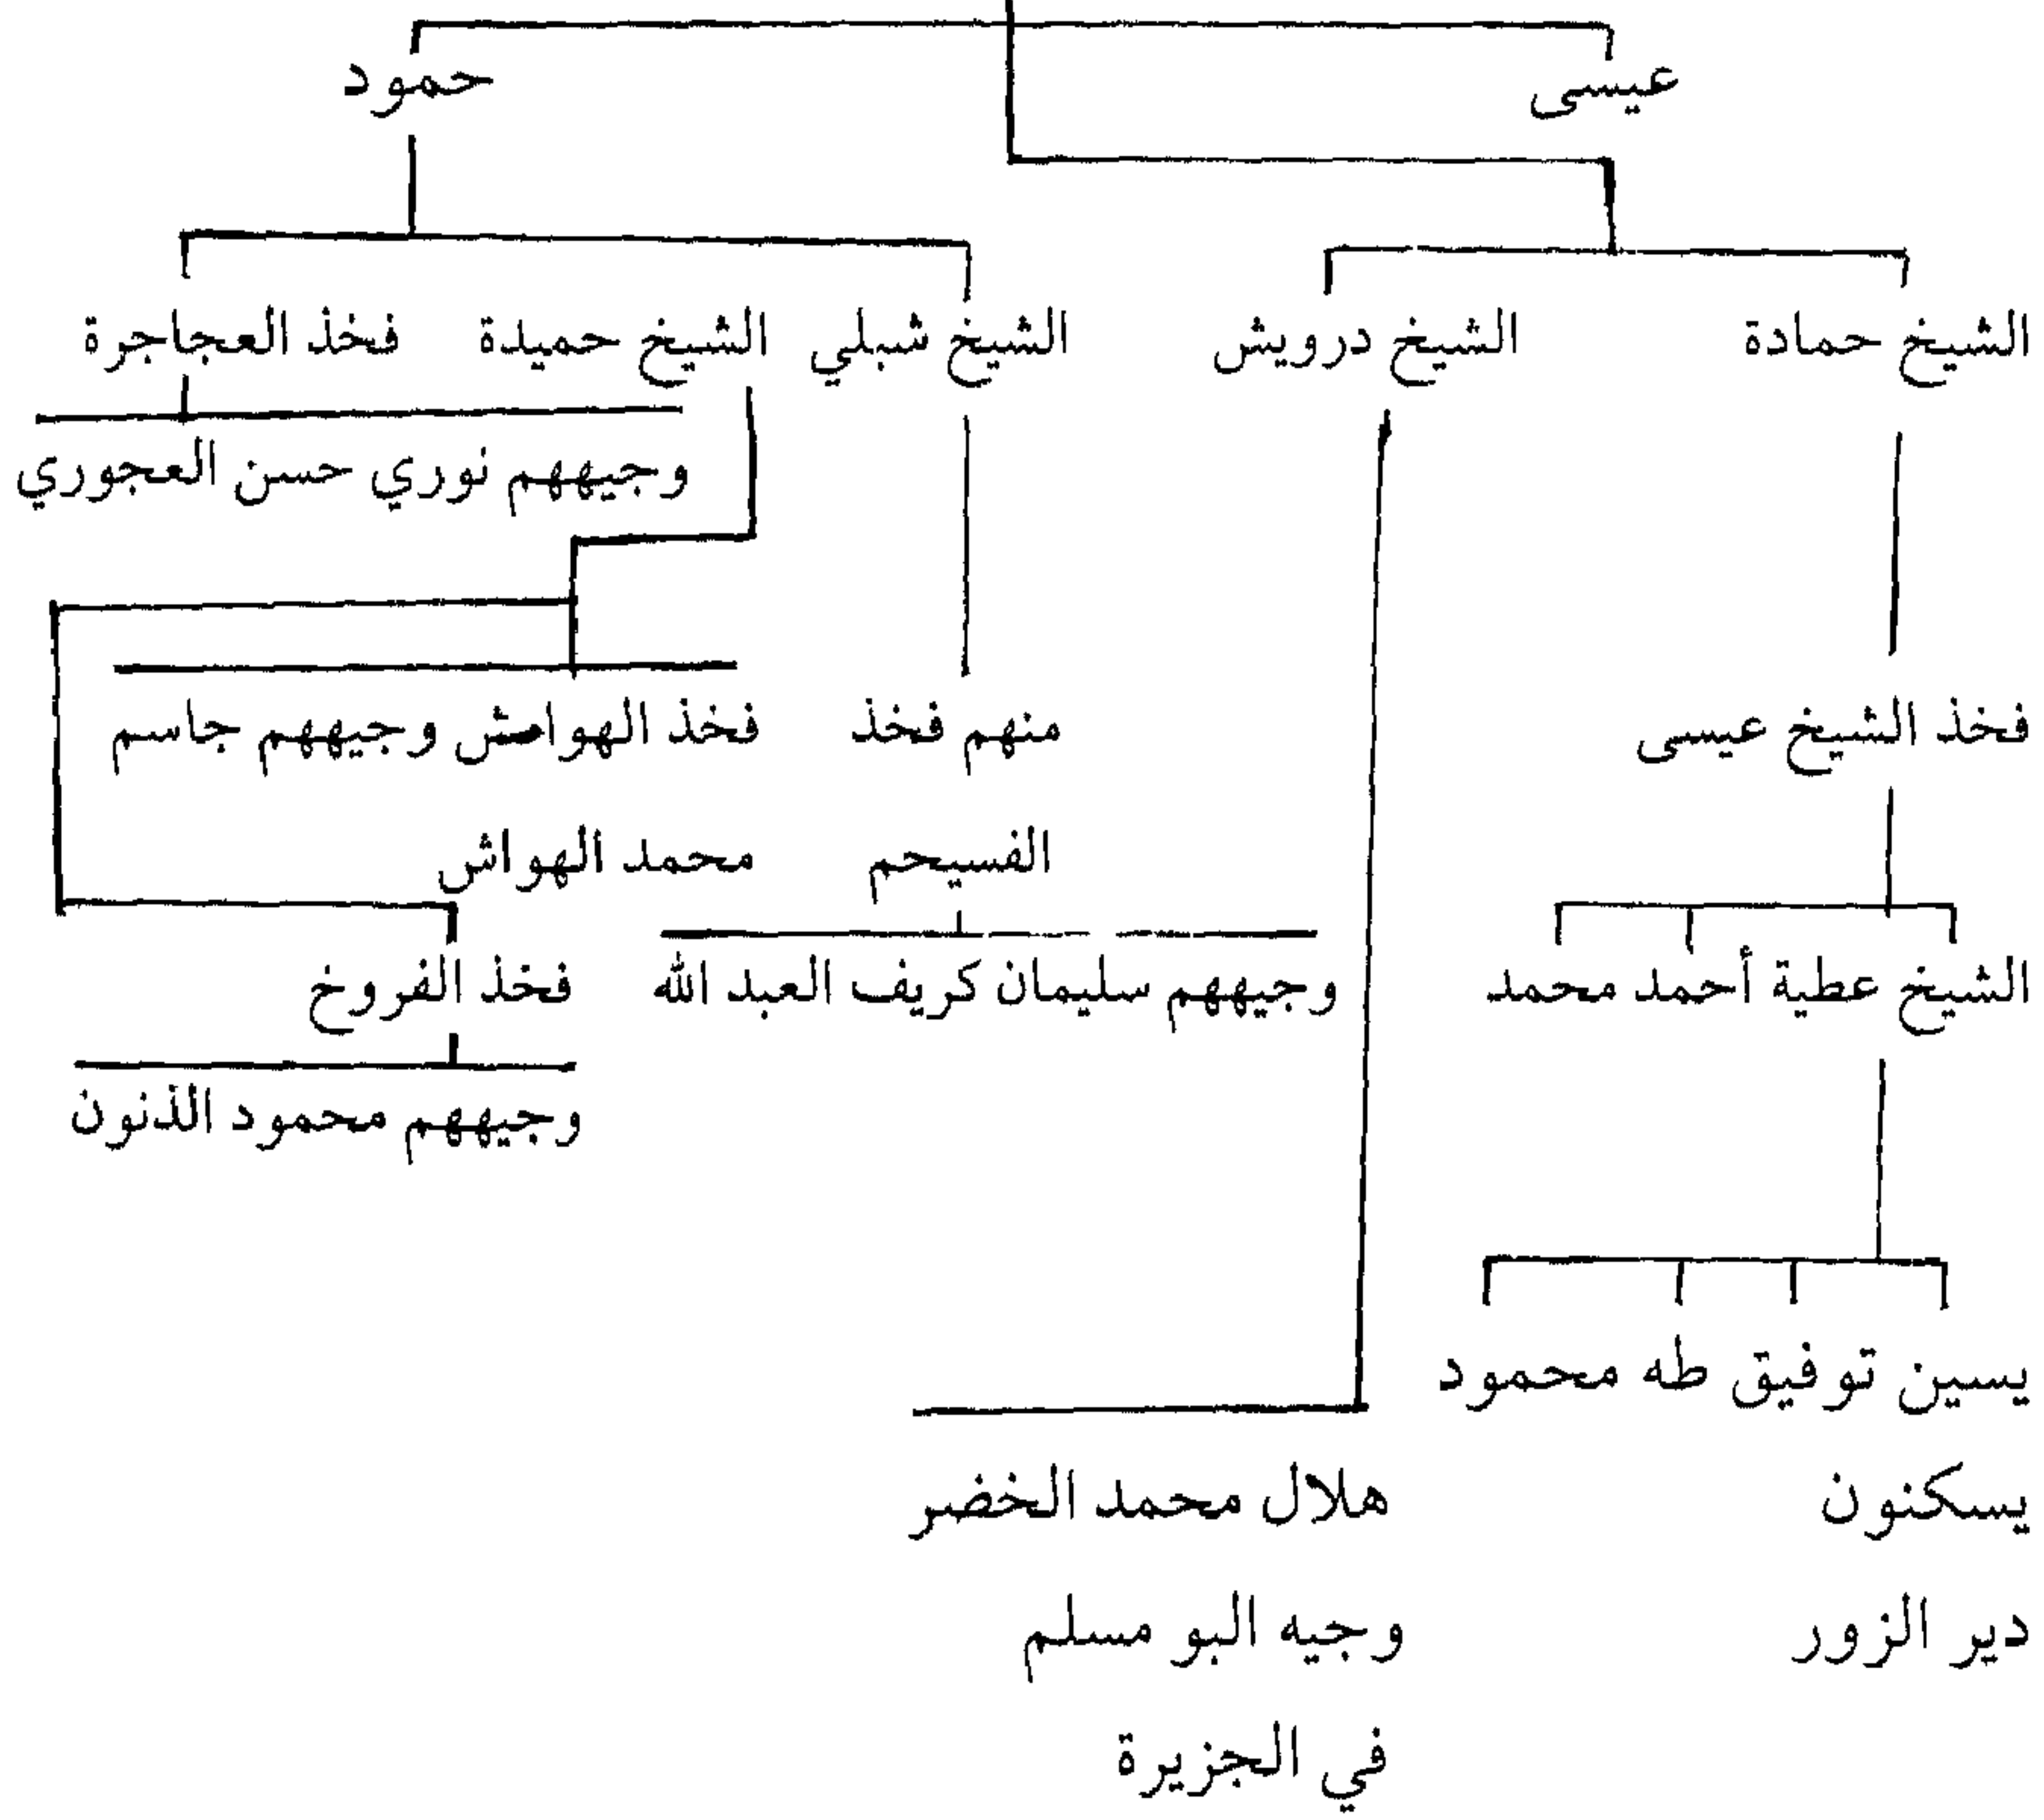 عيسى حمود
الشيخ حمادة الشيخ درويش الشيخ شبلي الشيخ حميدة فخذ العجاجرة
وجيههم نوري حسن العجوري
فخذ الشيخ عيسى منهم فخذ فخذ الهوامش وجيههم جاسم
الفسيحم محمد الهواش
الشيخ عطية أحمد محمد وجيههم سليمان كريف العبد الله فخذ الفروخ
وجيههم محمود الذنون
يسين توفيق طه محمود
يسكنون هلال محمد الخضر
دير الزور وجيه البو مسلم
في الجزيرة